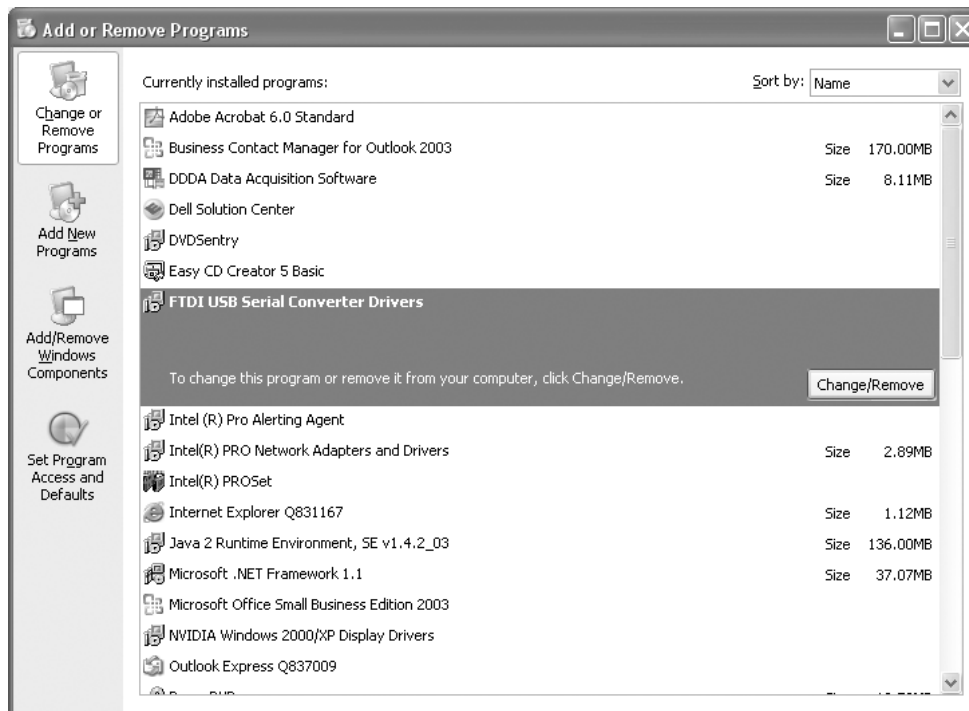 Add or Remove Programs
Currently installed programs:
Sort by: Name
Change or
Remove
Programs
Add New
Programs
Add/Remove
Windows
Components
Set Program
Access and
Defaults
Adobe Acrobat 6.0 Standard
Business Contact Manager for Outlook 2003 Size 170.00MB
DDDA Data Acquisition Software Size 8.11MB
Dell Solution Center
DVDSentry
Easy CD Creator 5 Basic
FTDI USB Serial Converter Drivers
To change this program or remove it from your computer, click Change/Remove.
Change/Remove
Intel (R) Pro Alerting Agent
Intel(R) PRO Network Adapters and Drivers Size 2.89MB
Intel(R) PROSet
Internet Explorer Q831167 Size 1.12MB
Java 2 Runtime Environment, SE v1.4.2_03 Size 136.00MB
Microsoft .NET Framework 1.1 Size 37.07MB
Microsoft Office Small Business Edition 2003
NVIDIA Windows 2000/XP Display Drivers
Outlook Express Q837009